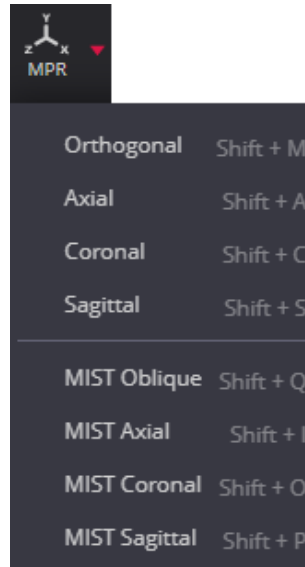 Y
Z X
MPR
Orthogonal Shift + M
Axial Shift + A
Coronal Shift + C
Sagittal Shift + S
MIST Oblique Shift + Q
MIST Axial Shift +
MIST Coronal Shift + O
MIST Sagittal Shift + P